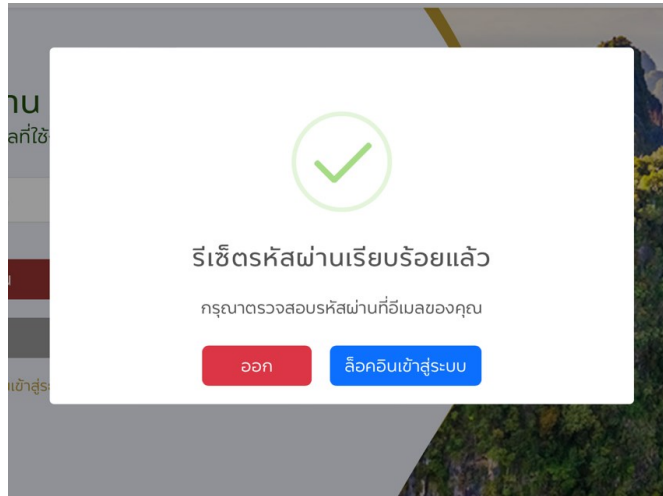 รีเซ็ตรหัสผ่านเรียบร้อยแล้ว
กรุณาตรวจสอบรหัสผ่านที่อีเมลของคุณ
ออก
ล็อคอินเข้าสู่ระบบ